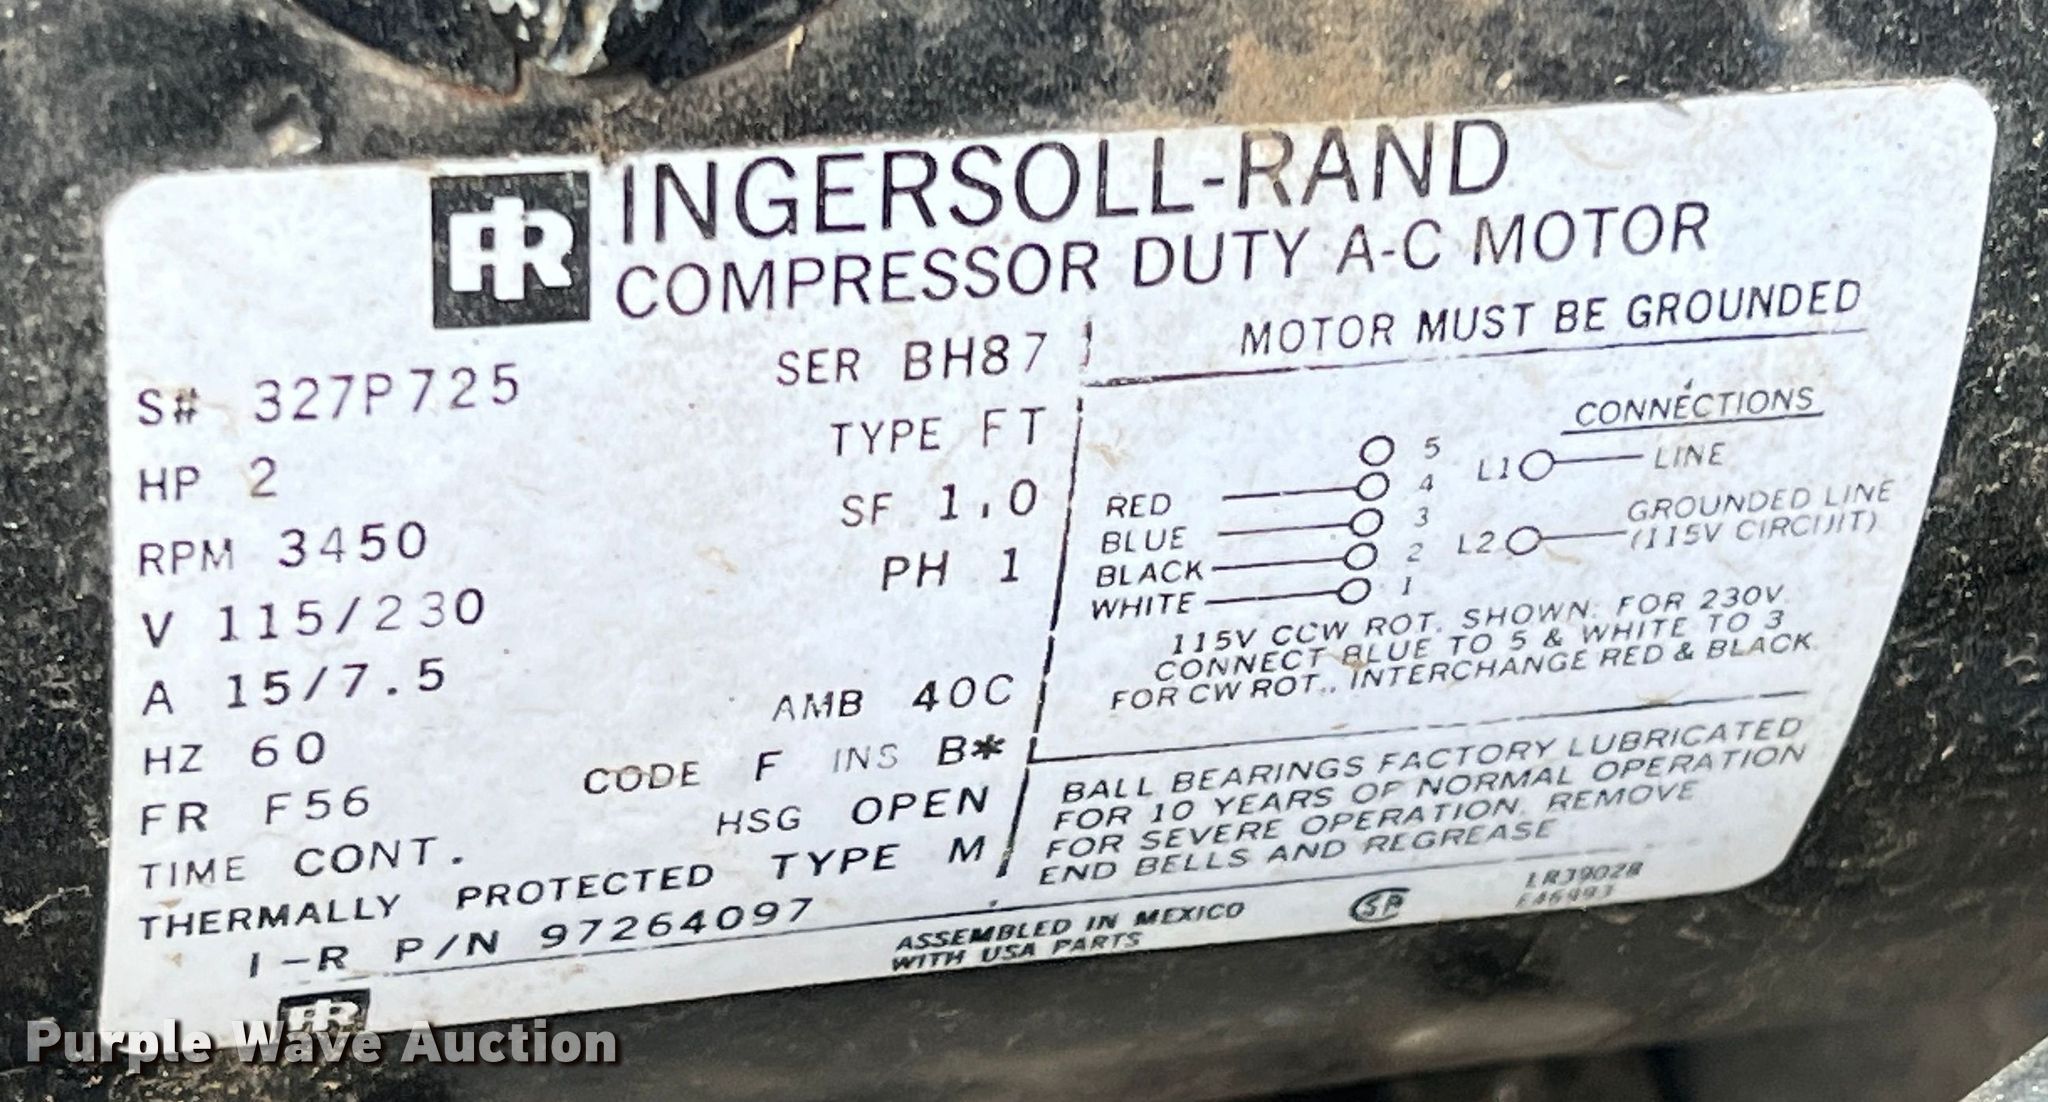 IR INGERSOLL-RAND
COMPRESSOR DUTY A-C MOTOR
S# 327P725 SER BH87
HP 2 TYPE FT
RPM 3450 SF 1.0
V 115/230 PH 1
A 15/7.5 AMB 40C
HZ 60 CODE F INS B*
FR F56 HSG OPEN
TIME CONT.
THERMALLY PROTECTED TYPE M
I-R P/N 97264097
MOTOR MUST BE GROUNDED
CONNECTIONS
5
RED 4
BLUE 3
BLACK 2
WHITE 1
L1 LINE
L2 GROUNDED LINE
(115V CIRCUIT)
115V CCW ROT. SHOWN: FOR 230V.
CONNECT BLUE TO 5 & WHITE TO 3
FOR CW ROT., INTERCHANGE RED & BLACK.
BALL BEARINGS FACTORY LUBRICATED
FOR 10 YEARS OF NORMAL OPERATION
FOR SEVERE OPERATION, REMOVE
END BELLS AND REGREASE
ASSEMBLED IN MEXICO
WITH USA PARTS
LR39028
IR
Purple Wave Auction